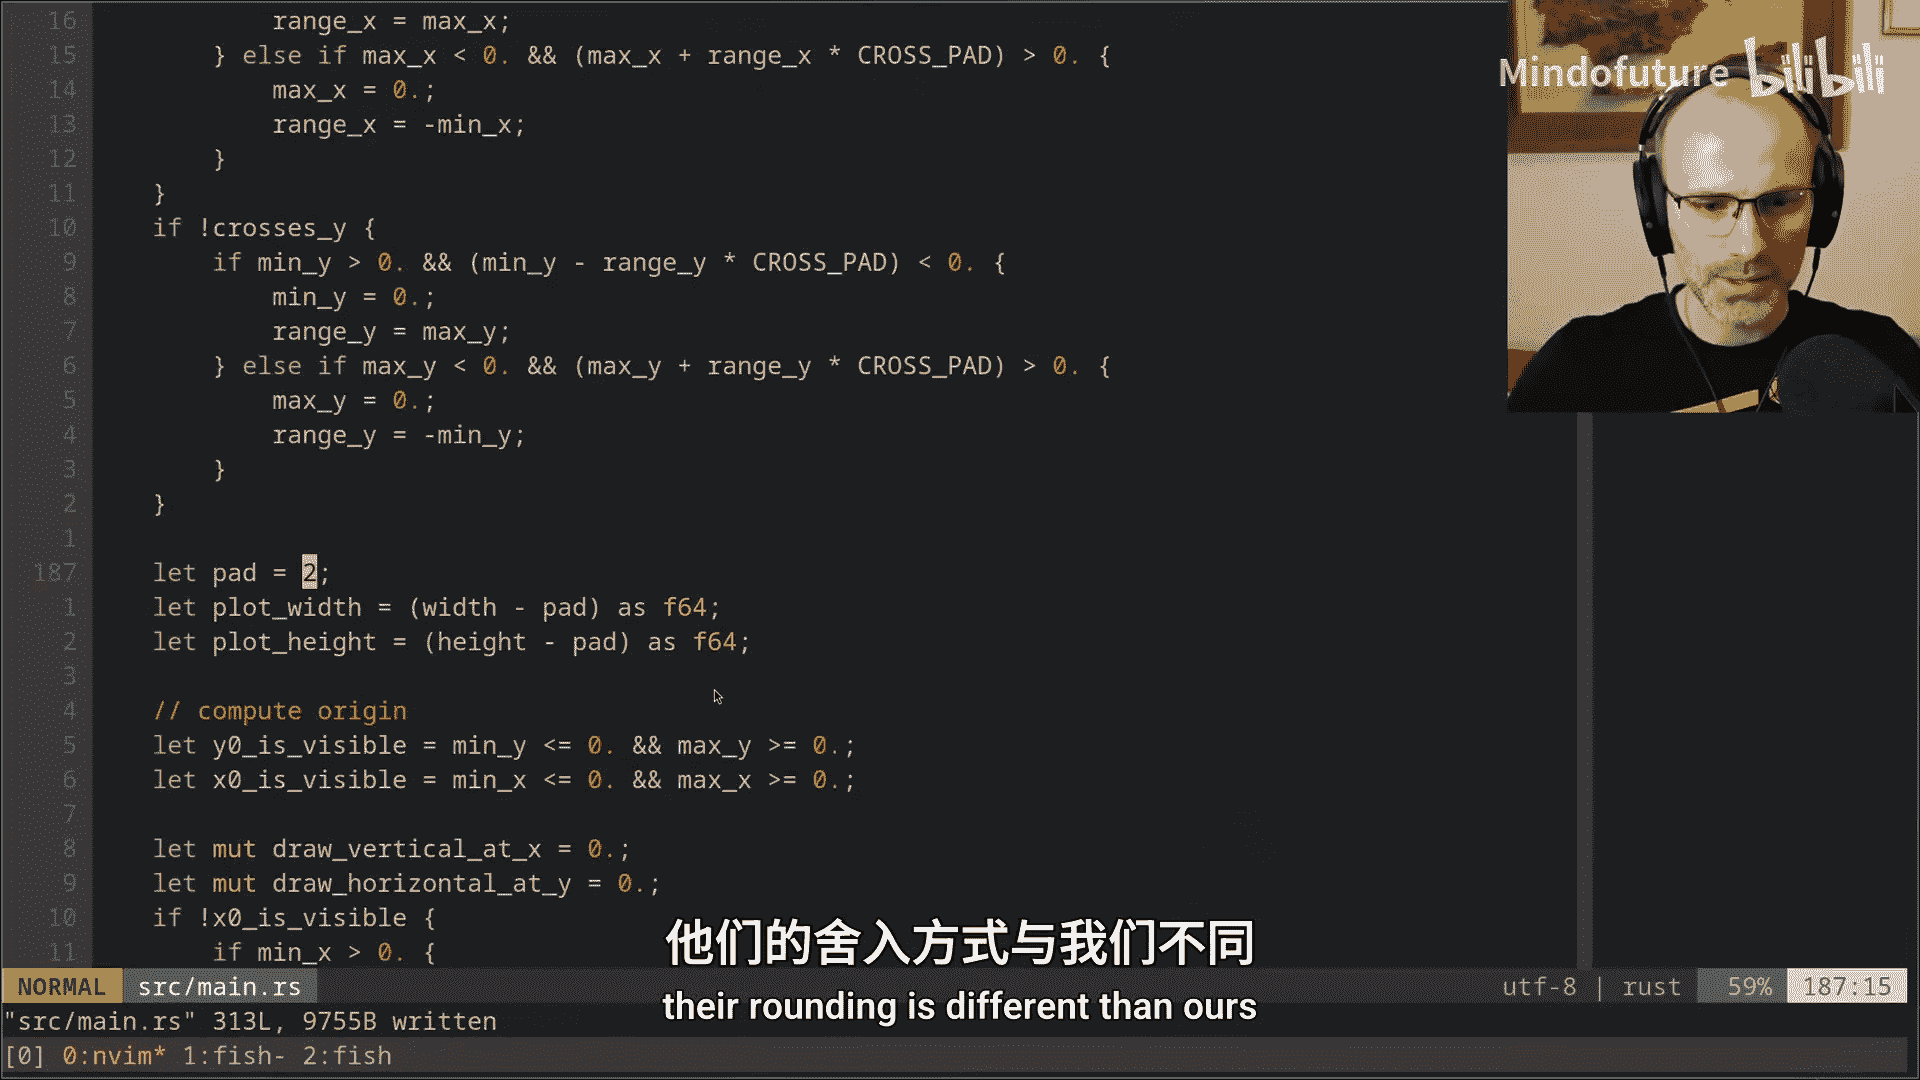 16 range_x = max_x;
15 } else if max_x < 0. && (max_x + range_x * CROSS_PAD) > 0. {
14 max_x = 0.;
13 range_x = -min_x;
12 }
11 }
10 if !crosses_y {
9 if min_y > 0. && (min_y - range_y * CROSS_PAD) < 0. {
8 min_y = 0.;
7 range_y = max_y;
6 } else if max_y < 0. && (max_y + range_y * CROSS_PAD) > 0. {
5 max_y = 0.;
4 range_y = -min_y;
3 }
2 }
1
187 let pad = 2;
1 let plot_width = (width - pad) as f64;
2 let plot_height = (height - pad) as f64;
3
4 // compute origin
5 let y0_is_visible = min_y <= 0. && max_y >= 0.;
6 let x0_is_visible = min_x <= 0. && max_x >= 0.;
7
8 let mut draw_vertical_at_x = 0.;
9 let mut draw_horizontal_at_y = 0.;
10 if !x0_is_visible {
11 if min_x > 0. {
Mindofuture bilibili
他们的舍入方式与我们不同
their rounding is different than ours
NORMAL src/main.rs utf-8 | rust 59% 187:15
"src/main.rs" 313L, 9755B written
[0] 0:nvim* 1:fish- 2:fish